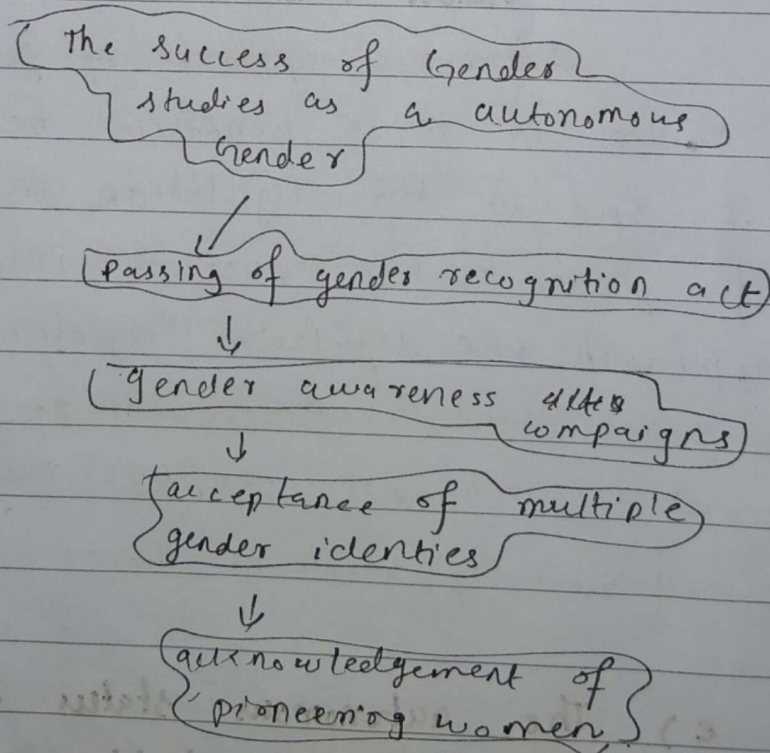 The success of Gender
studies as a autonomous
Gender
passing of gender recognition act
gender awareness
compaigns
acceptance of multiple
gender identies
acknowledgement of
pioneering women